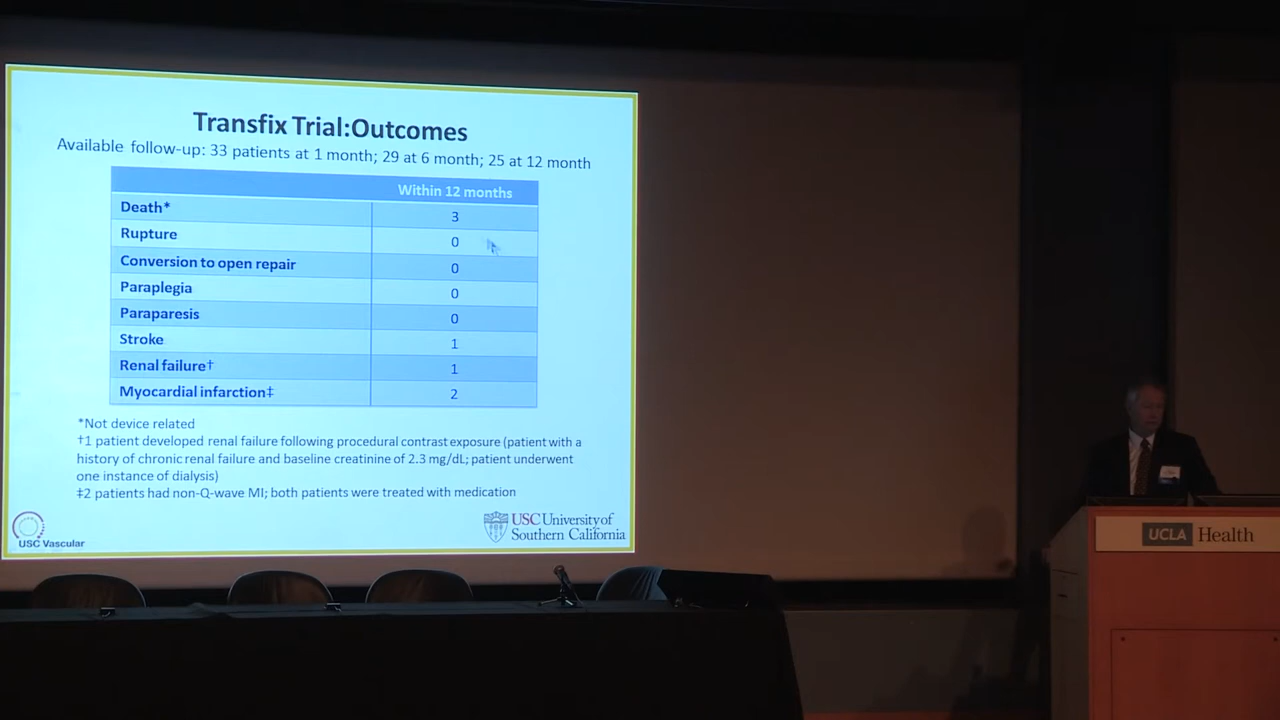 Transfix Trial:Outcomes
Available follow-up: 33 patients at 1 month; 29 at 6 month; 25 at 12 month
Within 12 months
Death* 3
Rupture 0
Conversion to open repair 0
Paraplegia 0
Paraparesis 0
Stroke 1
Renal failure† 1
Myocardial infarction‡ 2
*Not device related
†1 patient developed renal failure following procedural contrast exposure (patient with a
history of chronic renal failure and baseline creatinine of 2.3 mg/dL; patient underwent
one instance of dialysis)
‡2 patients had non-Q-wave MI; both patients were treated with medication
USC Vascular
USC University of
Southern California
UCLA Health